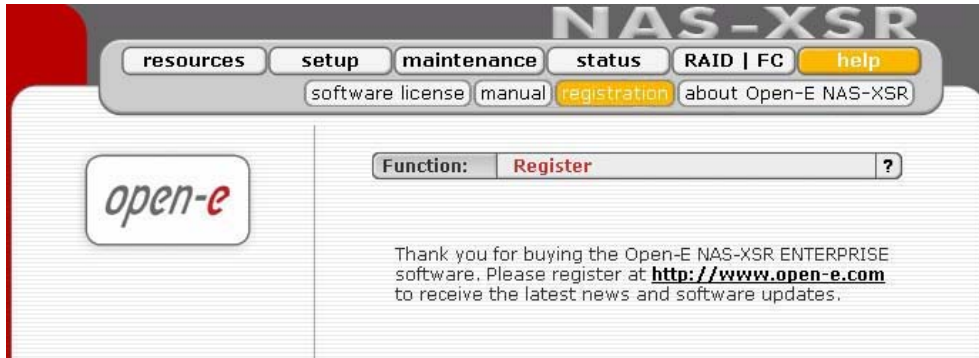 NAS-XSR
resources setup maintenance status RAID | FC help
software license manual registration about Open-E NAS-XSR
open-e
Function: Register ?
Thank you for buying the Open-E NAS-XSR ENTERPRISE
software. Please register at http://www.open-e.com
to receive the latest news and software updates.